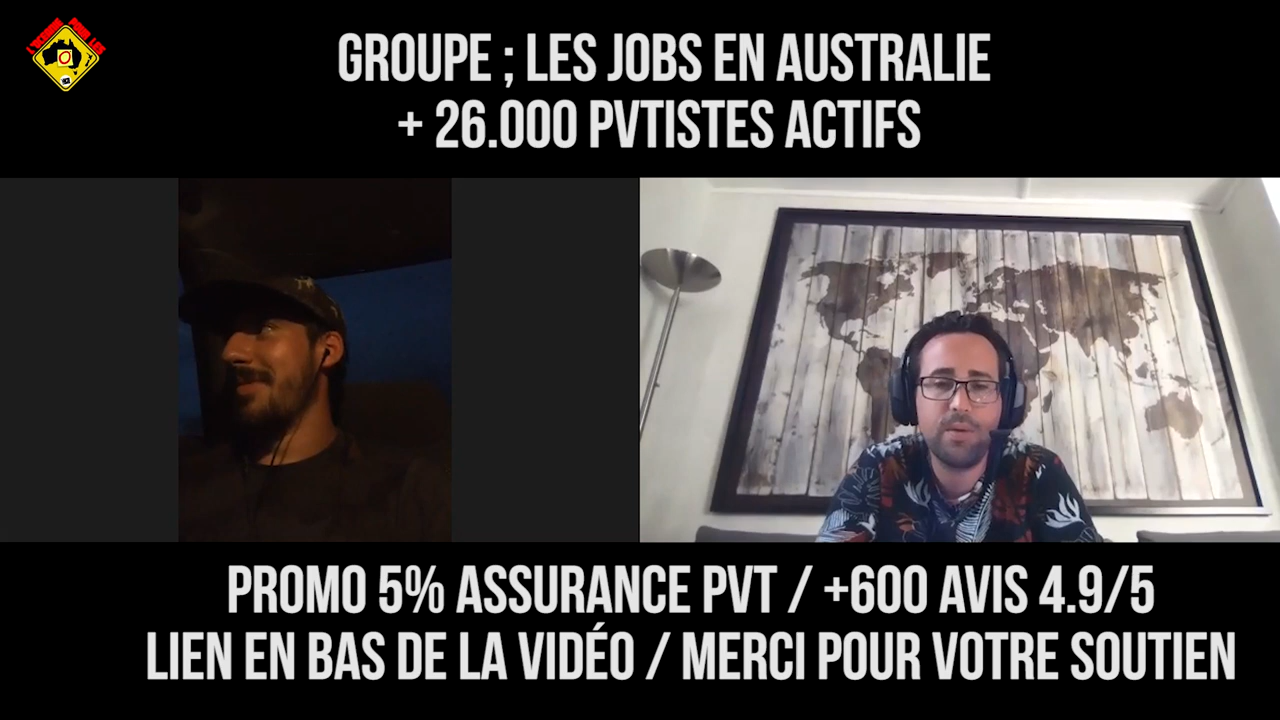 GROUPE ; LES JOBS EN AUSTRALIE
+ 26.000 PVTISTES ACTIFS
PROMO 5% ASSURANCE PVT / +600 AVIS 4.9/5
LIEN EN BAS DE LA VIDÉO / MERCI POUR VOTRE SOUTIEN